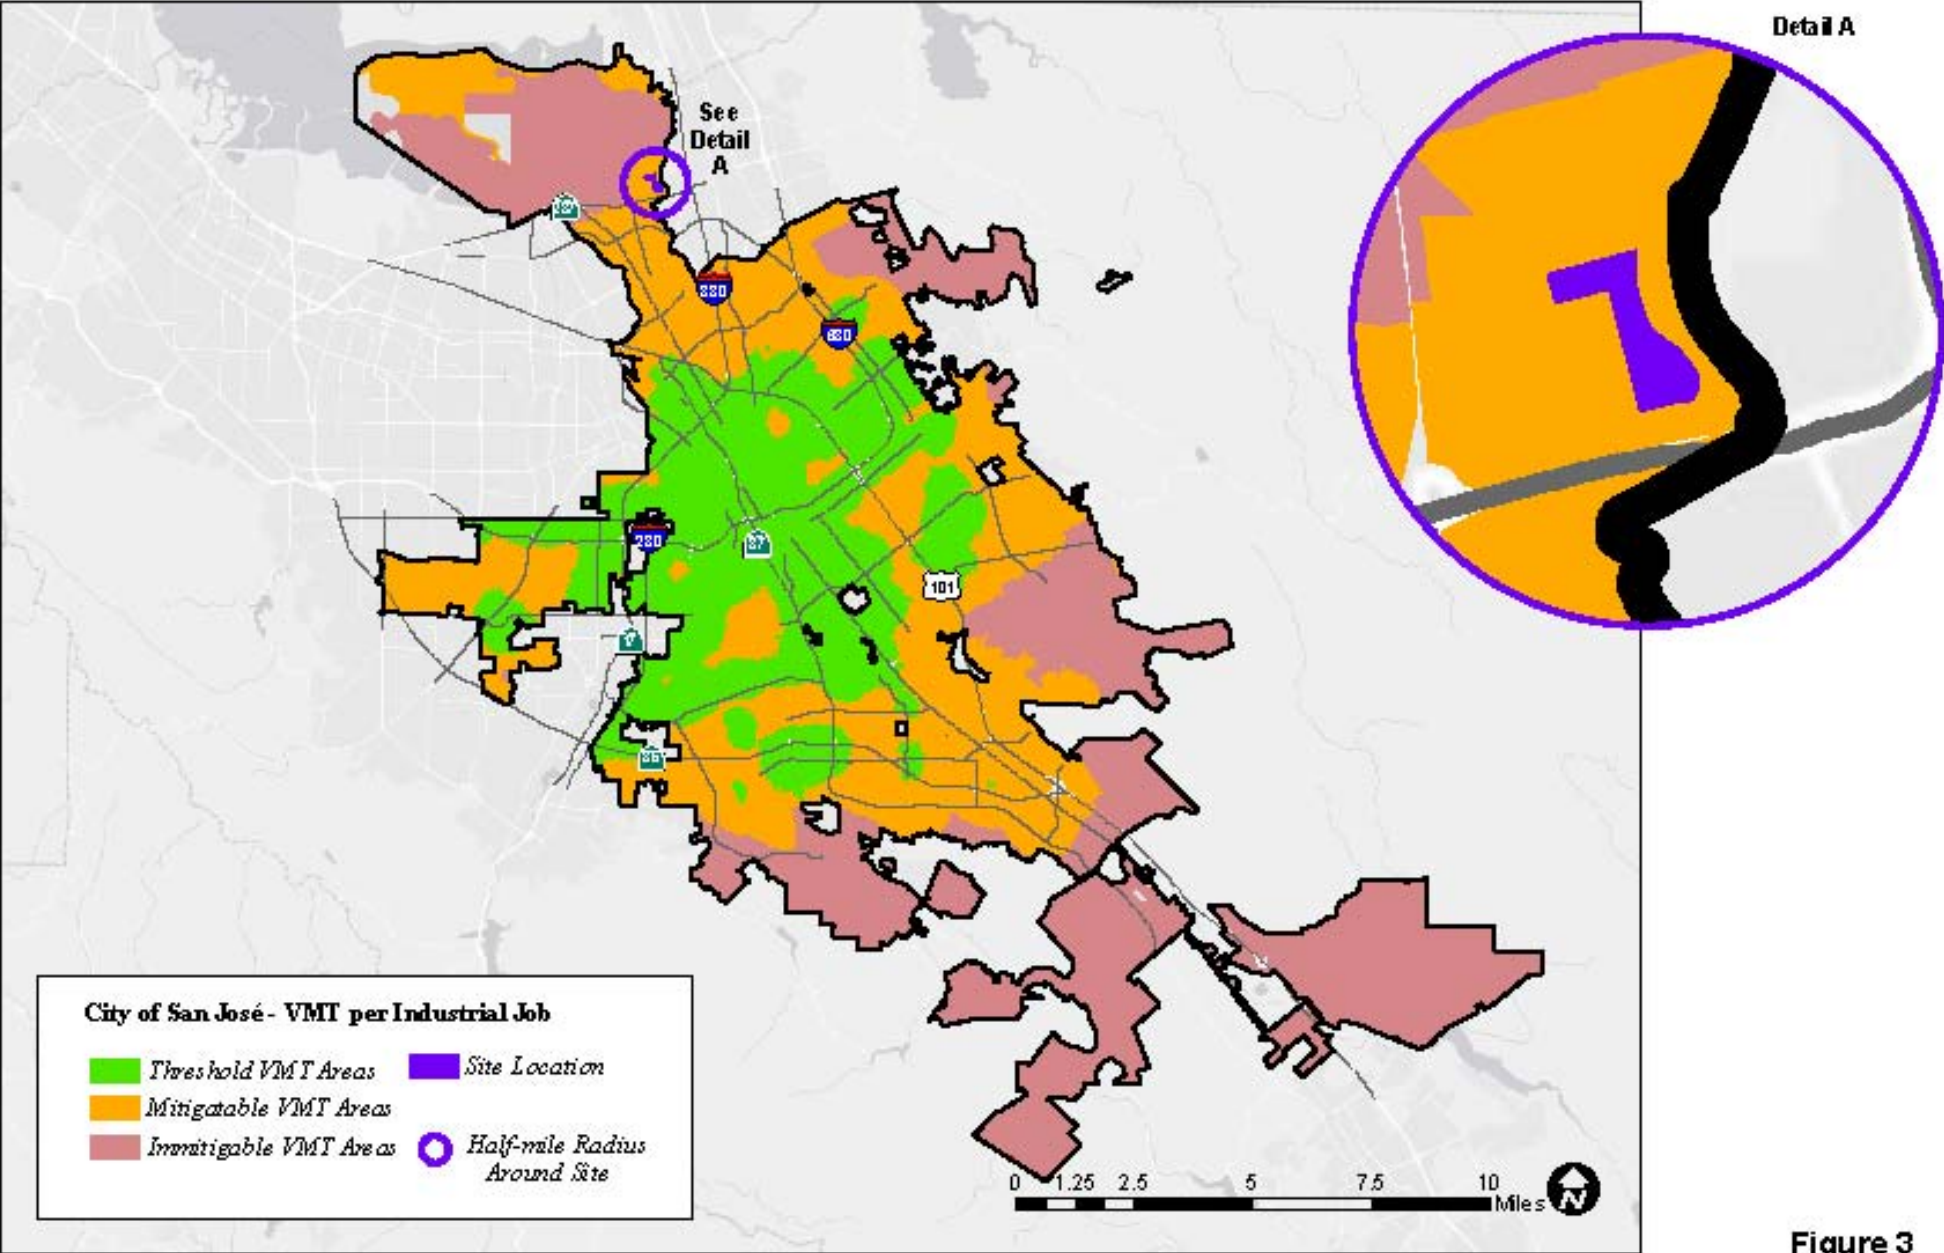 Detail A
See
Detail
A
237
880
680
280
87
101
17
85
City of San José - VMT per Industrial Job
Threshold VMT Areas
Site Location
Mitigatable VMT Areas
Immitigable VMT Areas
Half-mile Radius
Around Site
0 1.25 2.5 5 7.5 10
Miles
N
Figure 3